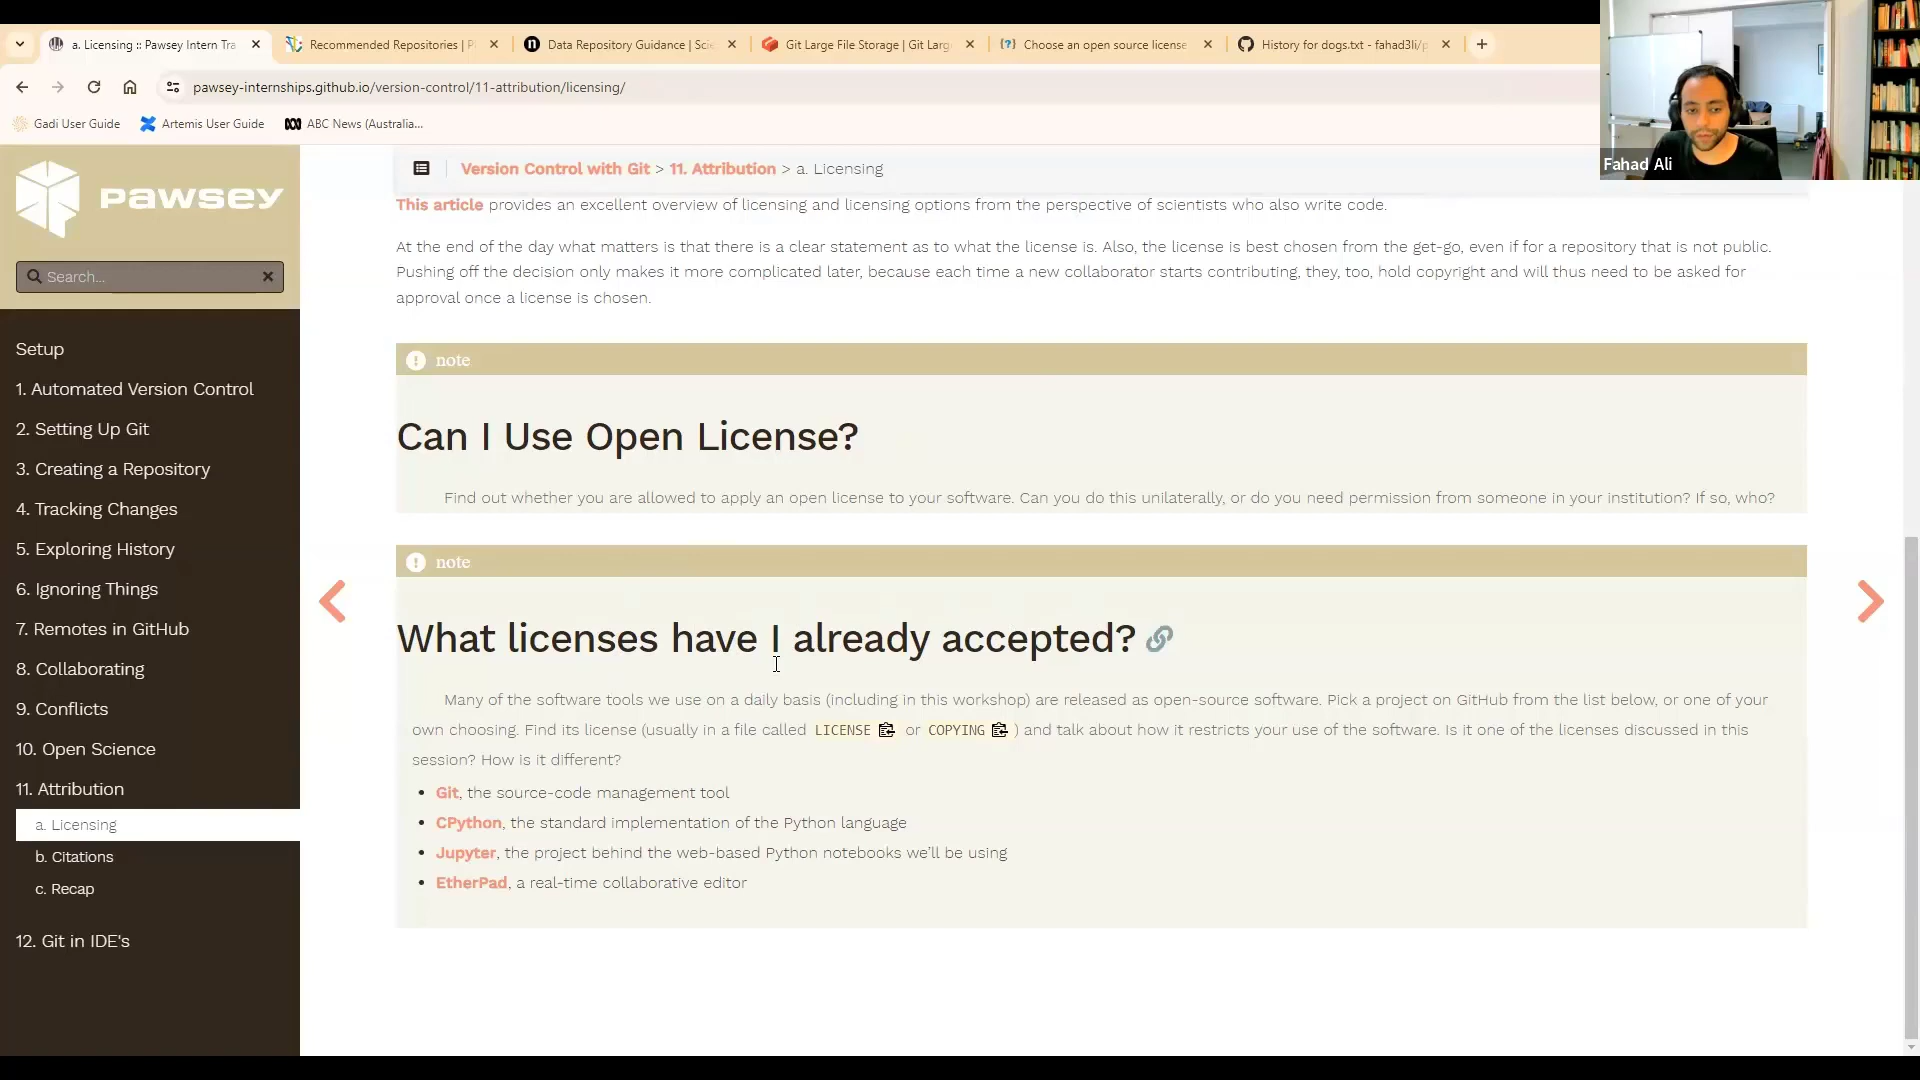 a. Licensing :: Pawsey Intern Tra
Recommended Repositories | P
Data Repository Guidance | Scie
Git Large File Storage | Git Larg
Choose an open source license
History for dogs.txt - fahad3li/p
pawsey-internships.github.io/version-control/11-attribution/licensing/
Gadi User Guide
Artemis User Guide
ABC News (Australia...
Fahad Ali
PAWSEY
Search...
Setup
1. Automated Version Control
2. Setting Up Git
3. Creating a Repository
4. Tracking Changes
5. Exploring History
6. Ignoring Things
7. Remotes in GitHub
8. Collaborating
9. Conflicts
10. Open Science
11. Attribution
a. Licensing
b. Citations
c. Recap
12. Git in IDE's
Version Control with Git > 11. Attribution > a. Licensing
This article provides an excellent overview of licensing and licensing options from the perspective of scientists who also write code.
At the end of the day what matters is that there is a clear statement as to what the license is. Also, the license is best chosen from the get-go, even if for a repository that is not public.
Pushing off the decision only makes it more complicated later, because each time a new collaborator starts contributing, they, too, hold copyright and will thus need to be asked for
approval once a license is chosen.
note
Can I Use Open License?
Find out whether you are allowed to apply an open license to your software. Can you do this unilaterally, or do you need permission from someone in your institution? If so, who?
note
What licenses have I already accepted?
Many of the software tools we use on a daily basis (including in this workshop) are released as open-source software. Pick a project on GitHub from the list below, or one of your
own choosing. Find its license (usually in a file called LICENSE or COPYING ) and talk about how it restricts your use of the software. Is it one of the licenses discussed in this
session? How is it different?
• Git, the source-code management tool
• CPython, the standard implementation of the Python language
• Jupyter, the project behind the web-based Python notebooks we'll be using
• EtherPad, a real-time collaborative editor